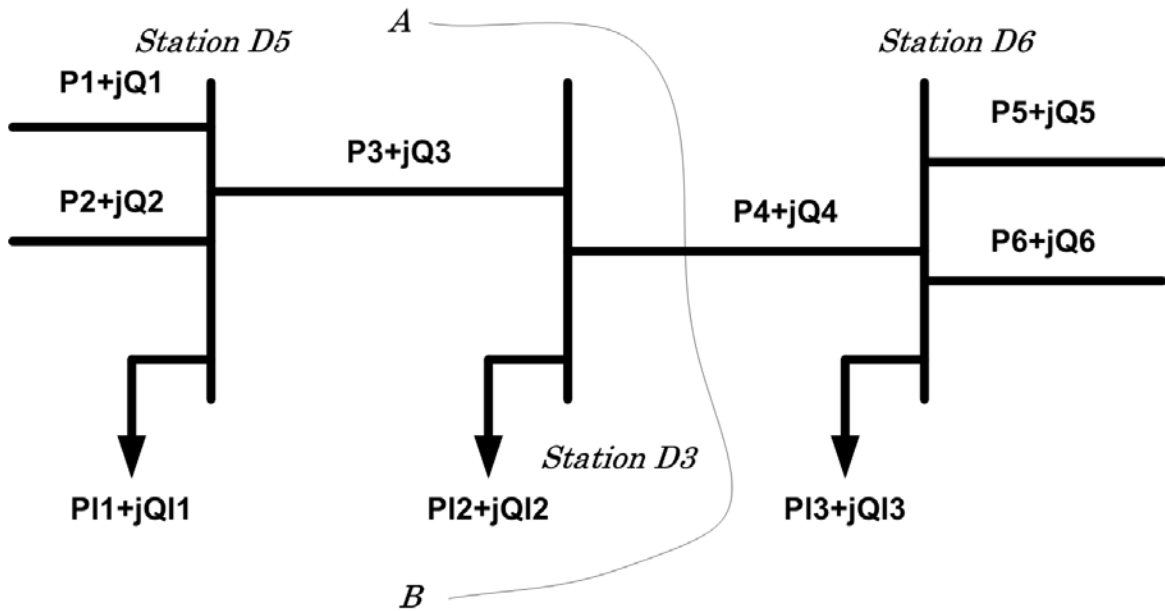 A
Station D5
Station D6
P1+jQ1
P5+jQ5
P3+jQ3
P2+jQ2
P4+jQ4
P6+jQ6
Station D3
Pl1+jQl1
Pl2+jQl2
Pl3+jQl3
B